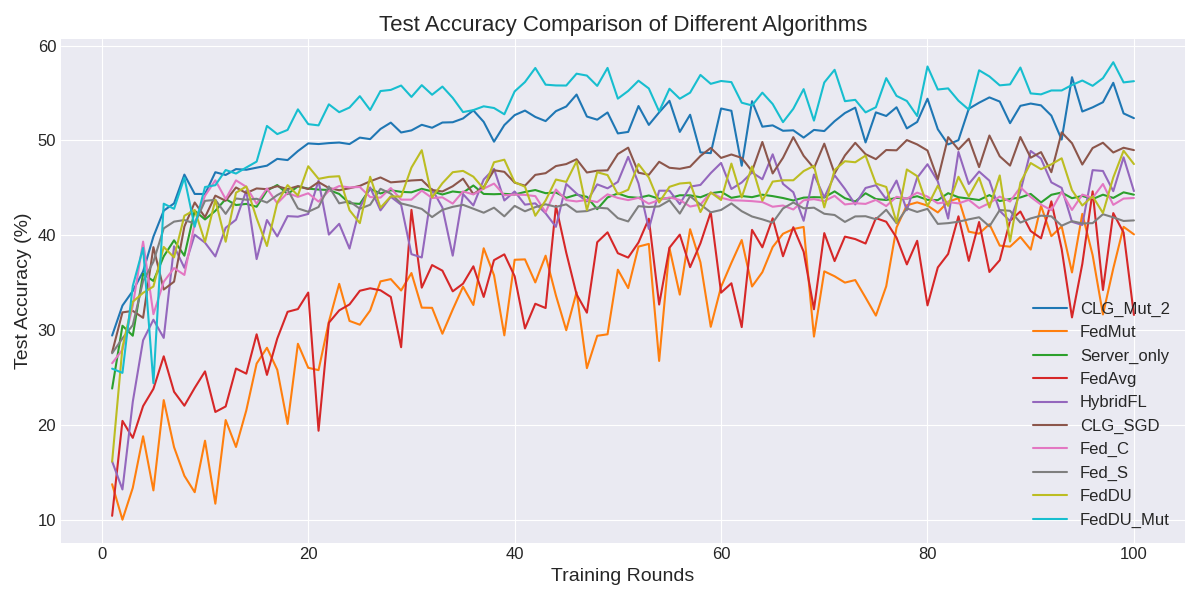 Test Accuracy Comparison of Different Algorithms
Test Accuracy (%)
60
50
40
30
20
10
0
20
40
60
80
100
Training Rounds
CLG_Mut_2
FedMut
Server_only
FedAvg
HybridFL
CLG_SGD
Fed_C
Fed_S
FedDU
FedDU_Mut